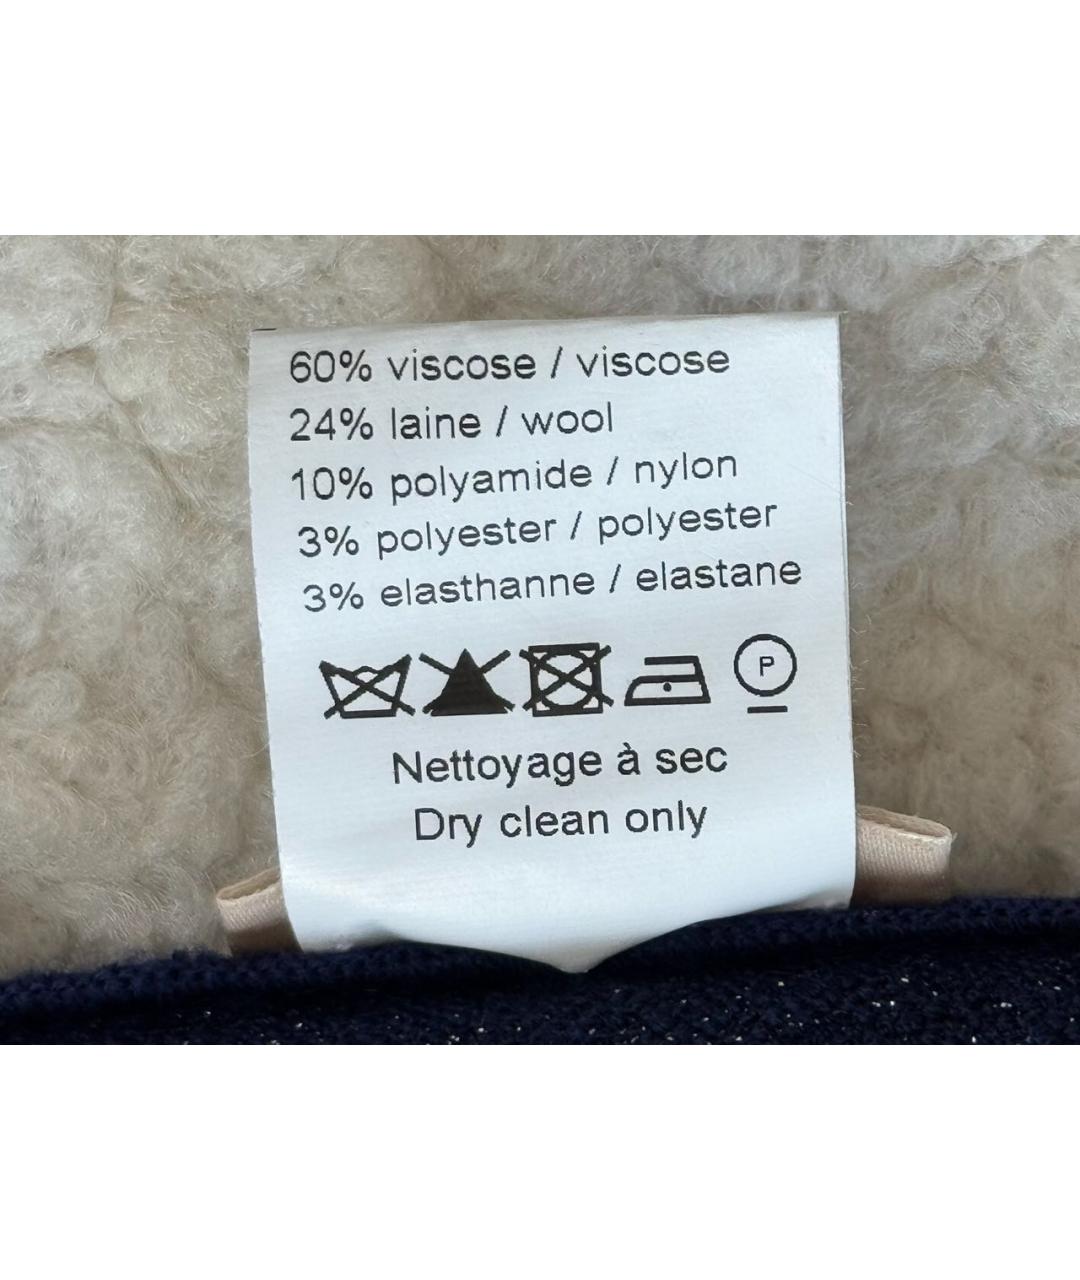 60% viscose / viscose
24% laine / wool
10% polyamide / nylon
3% polyester / polyester
3% elasthanne / elastane
P
Nettoyage à sec
Dry clean only